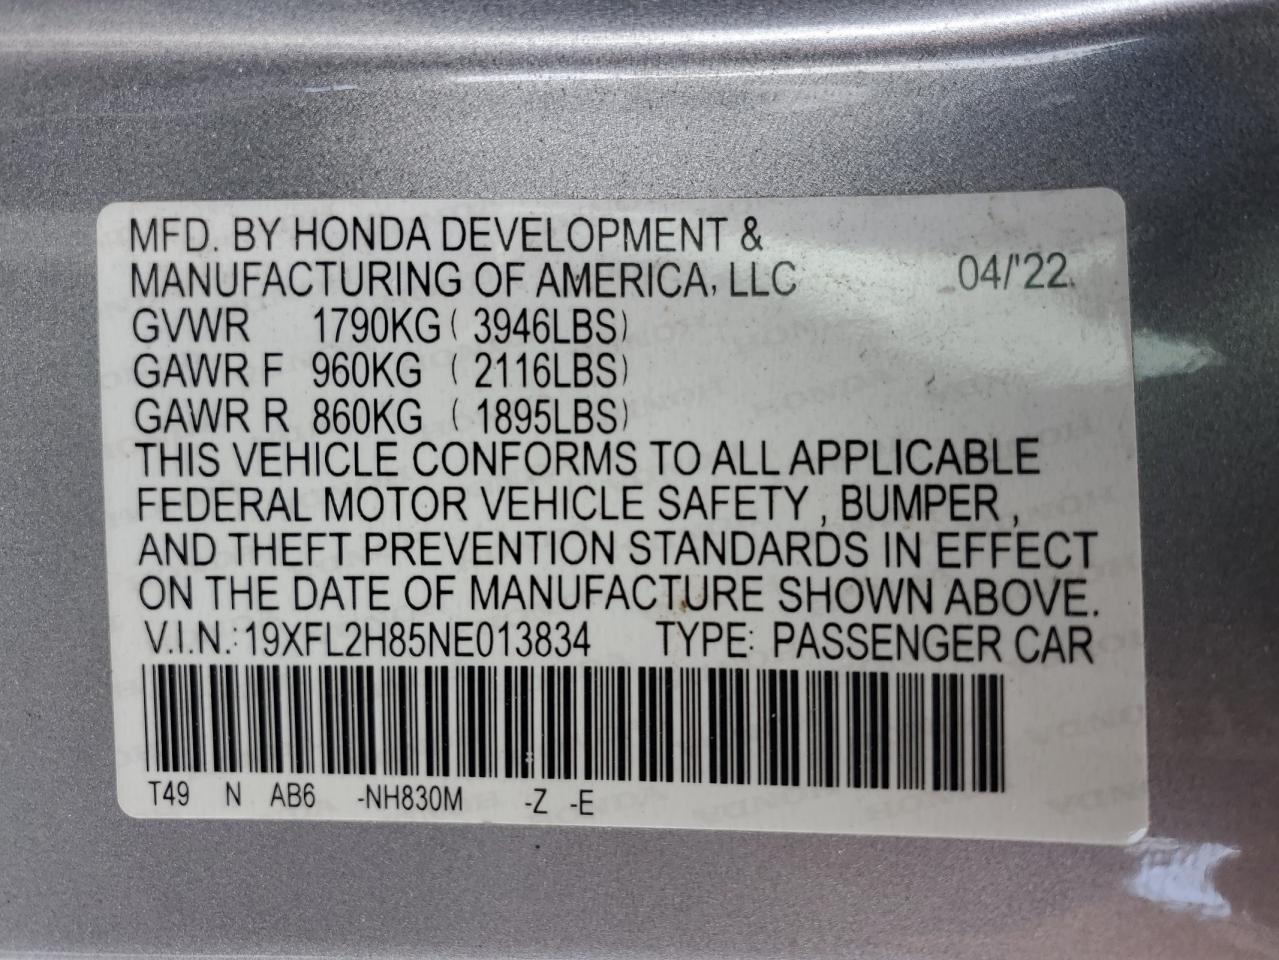 MFD. BY HONDA DEVELOPMENT &
MANUFACTURING OF AMERICA, LLC 04/'22
GVWR 1790KG ( 3946LBS)
GAWR F 960KG ( 2116LBS)
GAWR R 860KG ( 1895LBS)
THIS VEHICLE CONFORMS TO ALL APPLICABLE
FEDERAL MOTOR VEHICLE SAFETY , BUMPER ,
AND THEFT PREVENTION STANDARDS IN EFFECT
ON THE DATE OF MANUFACTURE SHOWN ABOVE.
V.I.N.: 19XFL2H85NE013834 TYPE: PASSENGER CAR
T49 N AB6 -NH830M -Z -E